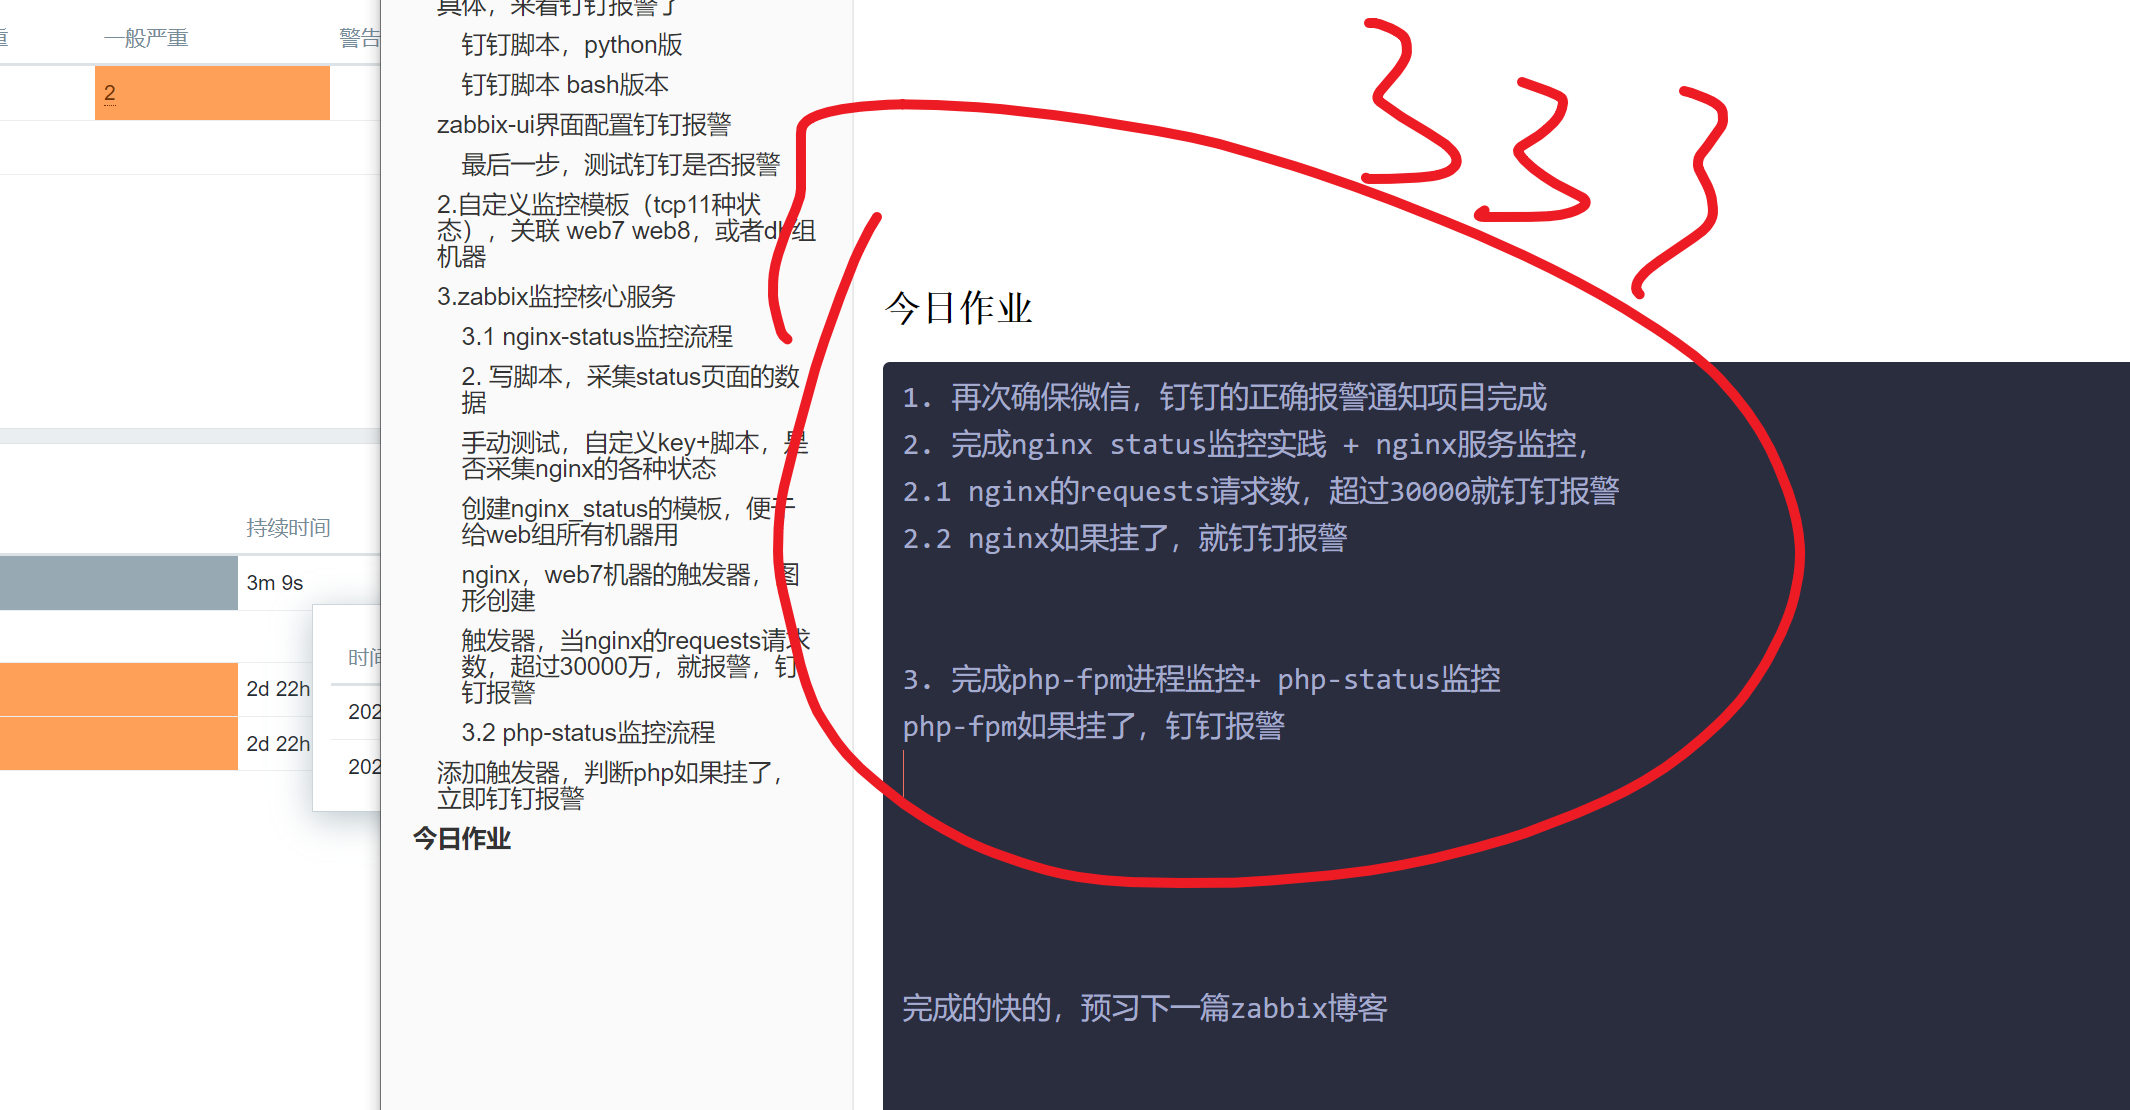 一般严重
警告
2
持续时间
3m 9s
2d 22h
2d 22h
时间
202
202
具体，来看钉钉报警了
钉钉脚本，python版
钉钉脚本 bash版本
zabbix-ui界面配置钉钉报警
最后一步，测试钉钉是否报警
2.自定义监控模板（tcp11种状
态），关联 web7 web8，或者db组
机器
3.zabbix监控核心服务
3.1 nginx-status监控流程
2. 写脚本，采集status页面的数
据
手动测试，自定义key+脚本，是
否采集nginx的各种状态
创建nginx_status的模板，便于
给web组所有机器用
nginx，web7机器的触发器，图
形创建
触发器，当nginx的requests请求
数，超过30000万，就报警，钉
钉报警
3.2 php-status监控流程
添加触发器，判断php如果挂了，
立即钉钉报警
今日作业
今日作业
1. 再次确保微信，钉钉的正确报警通知项目完成
2. 完成nginx status监控实践 + nginx服务监控，
2.1 nginx的requests请求数，超过30000就钉钉报警
2.2 nginx如果挂了，就钉钉报警
3. 完成php-fpm进程监控+ php-status监控
php-fpm如果挂了，钉钉报警
完成的快的，预习下一篇zabbix博客